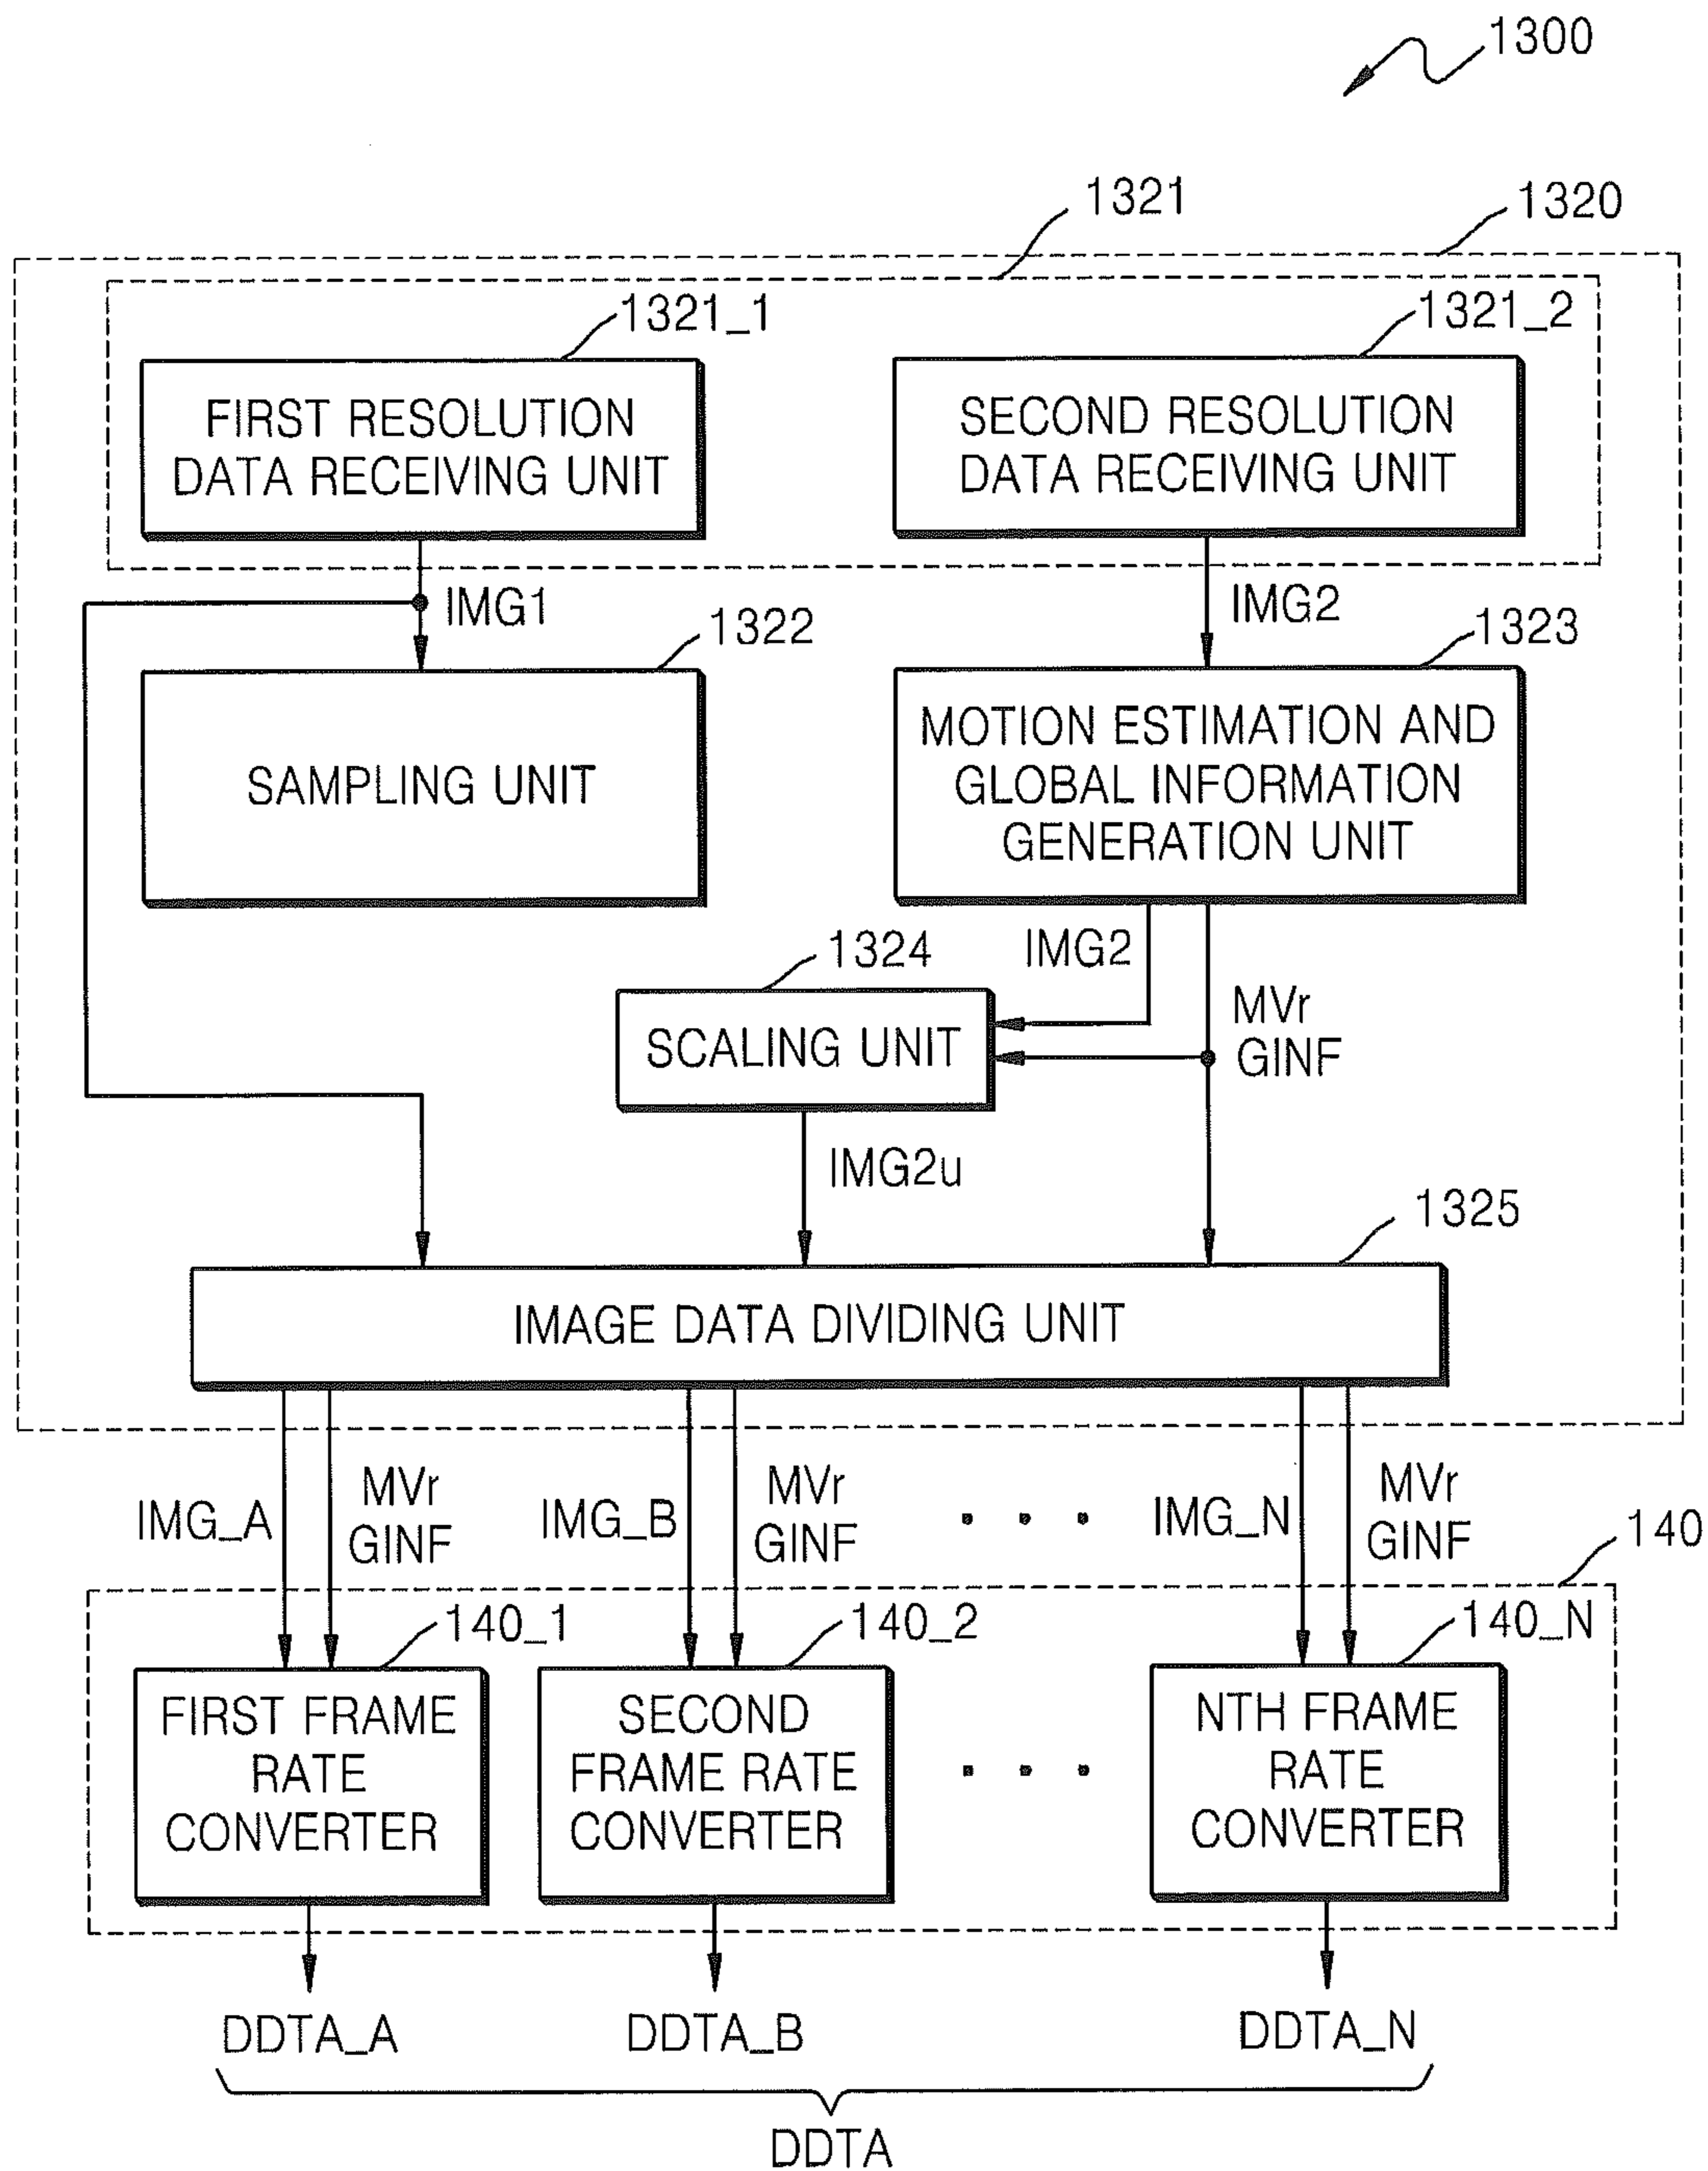 1300
1321
1320
1321_1
1321_2
FIRST RESOLUTION
DATA RECEIVING UNIT
SECOND RESOLUTION
DATA RECEIVING UNIT
IMG1
IMG2
1322
1323
SAMPLING UNIT
MOTION ESTIMATION AND
GLOBAL INFORMATION
GENERATION UNIT
1324
IMG2
SCALING UNIT
MVr
GINF
IMG2u
1325
IMAGE DATA DIVIDING UNIT
IMG_A
MVr
GINF
IMG_B
MVr
GINF
. . .
IMG_N
MVr
GINF
140
140_1
140_2
140_N
FIRST FRAME
RATE
CONVERTER
SECOND
FRAME RATE
CONVERTER
. . .
NTH FRAME
RATE
CONVERTER
DDTA_A
DDTA_B
DDTA_N
DDTA